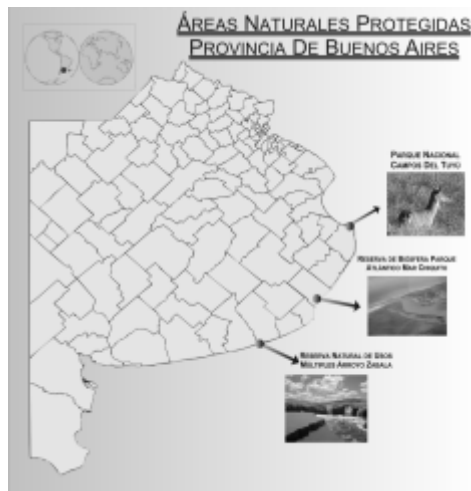 ÁREAS NATURALES PROTEGIDAS
PROVINCIA DE BUENOS AIRES
PARQUE NACIONAL
CAMPOS DEL TUYÚ
RESERVA DE BIOSFERA PARQUE
ATLÁNTICO MAR CHIQUITO
RESERVA NATURAL DE USOS
MÚLTIPLES ARROYO ZABALA